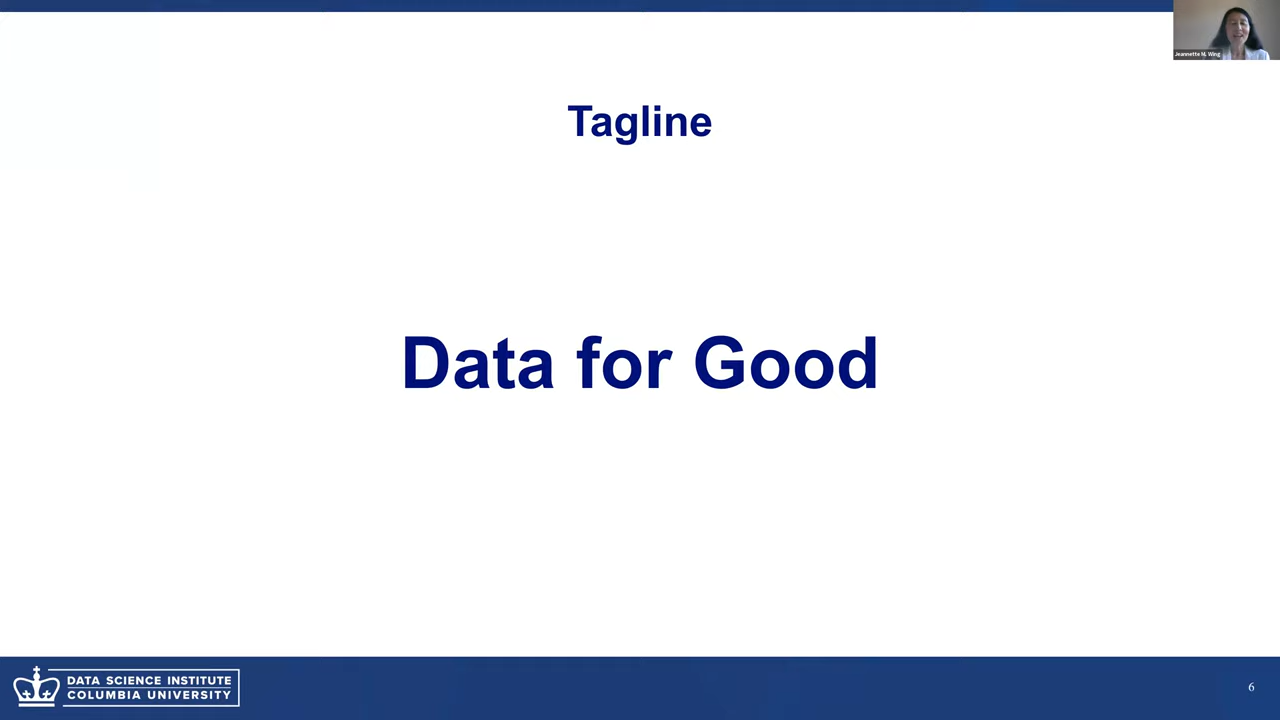 Jeannette M. Wing
Tagline
Data for Good
DATA SCIENCE INSTITUTE
COLUMBIA UNIVERSITY
6